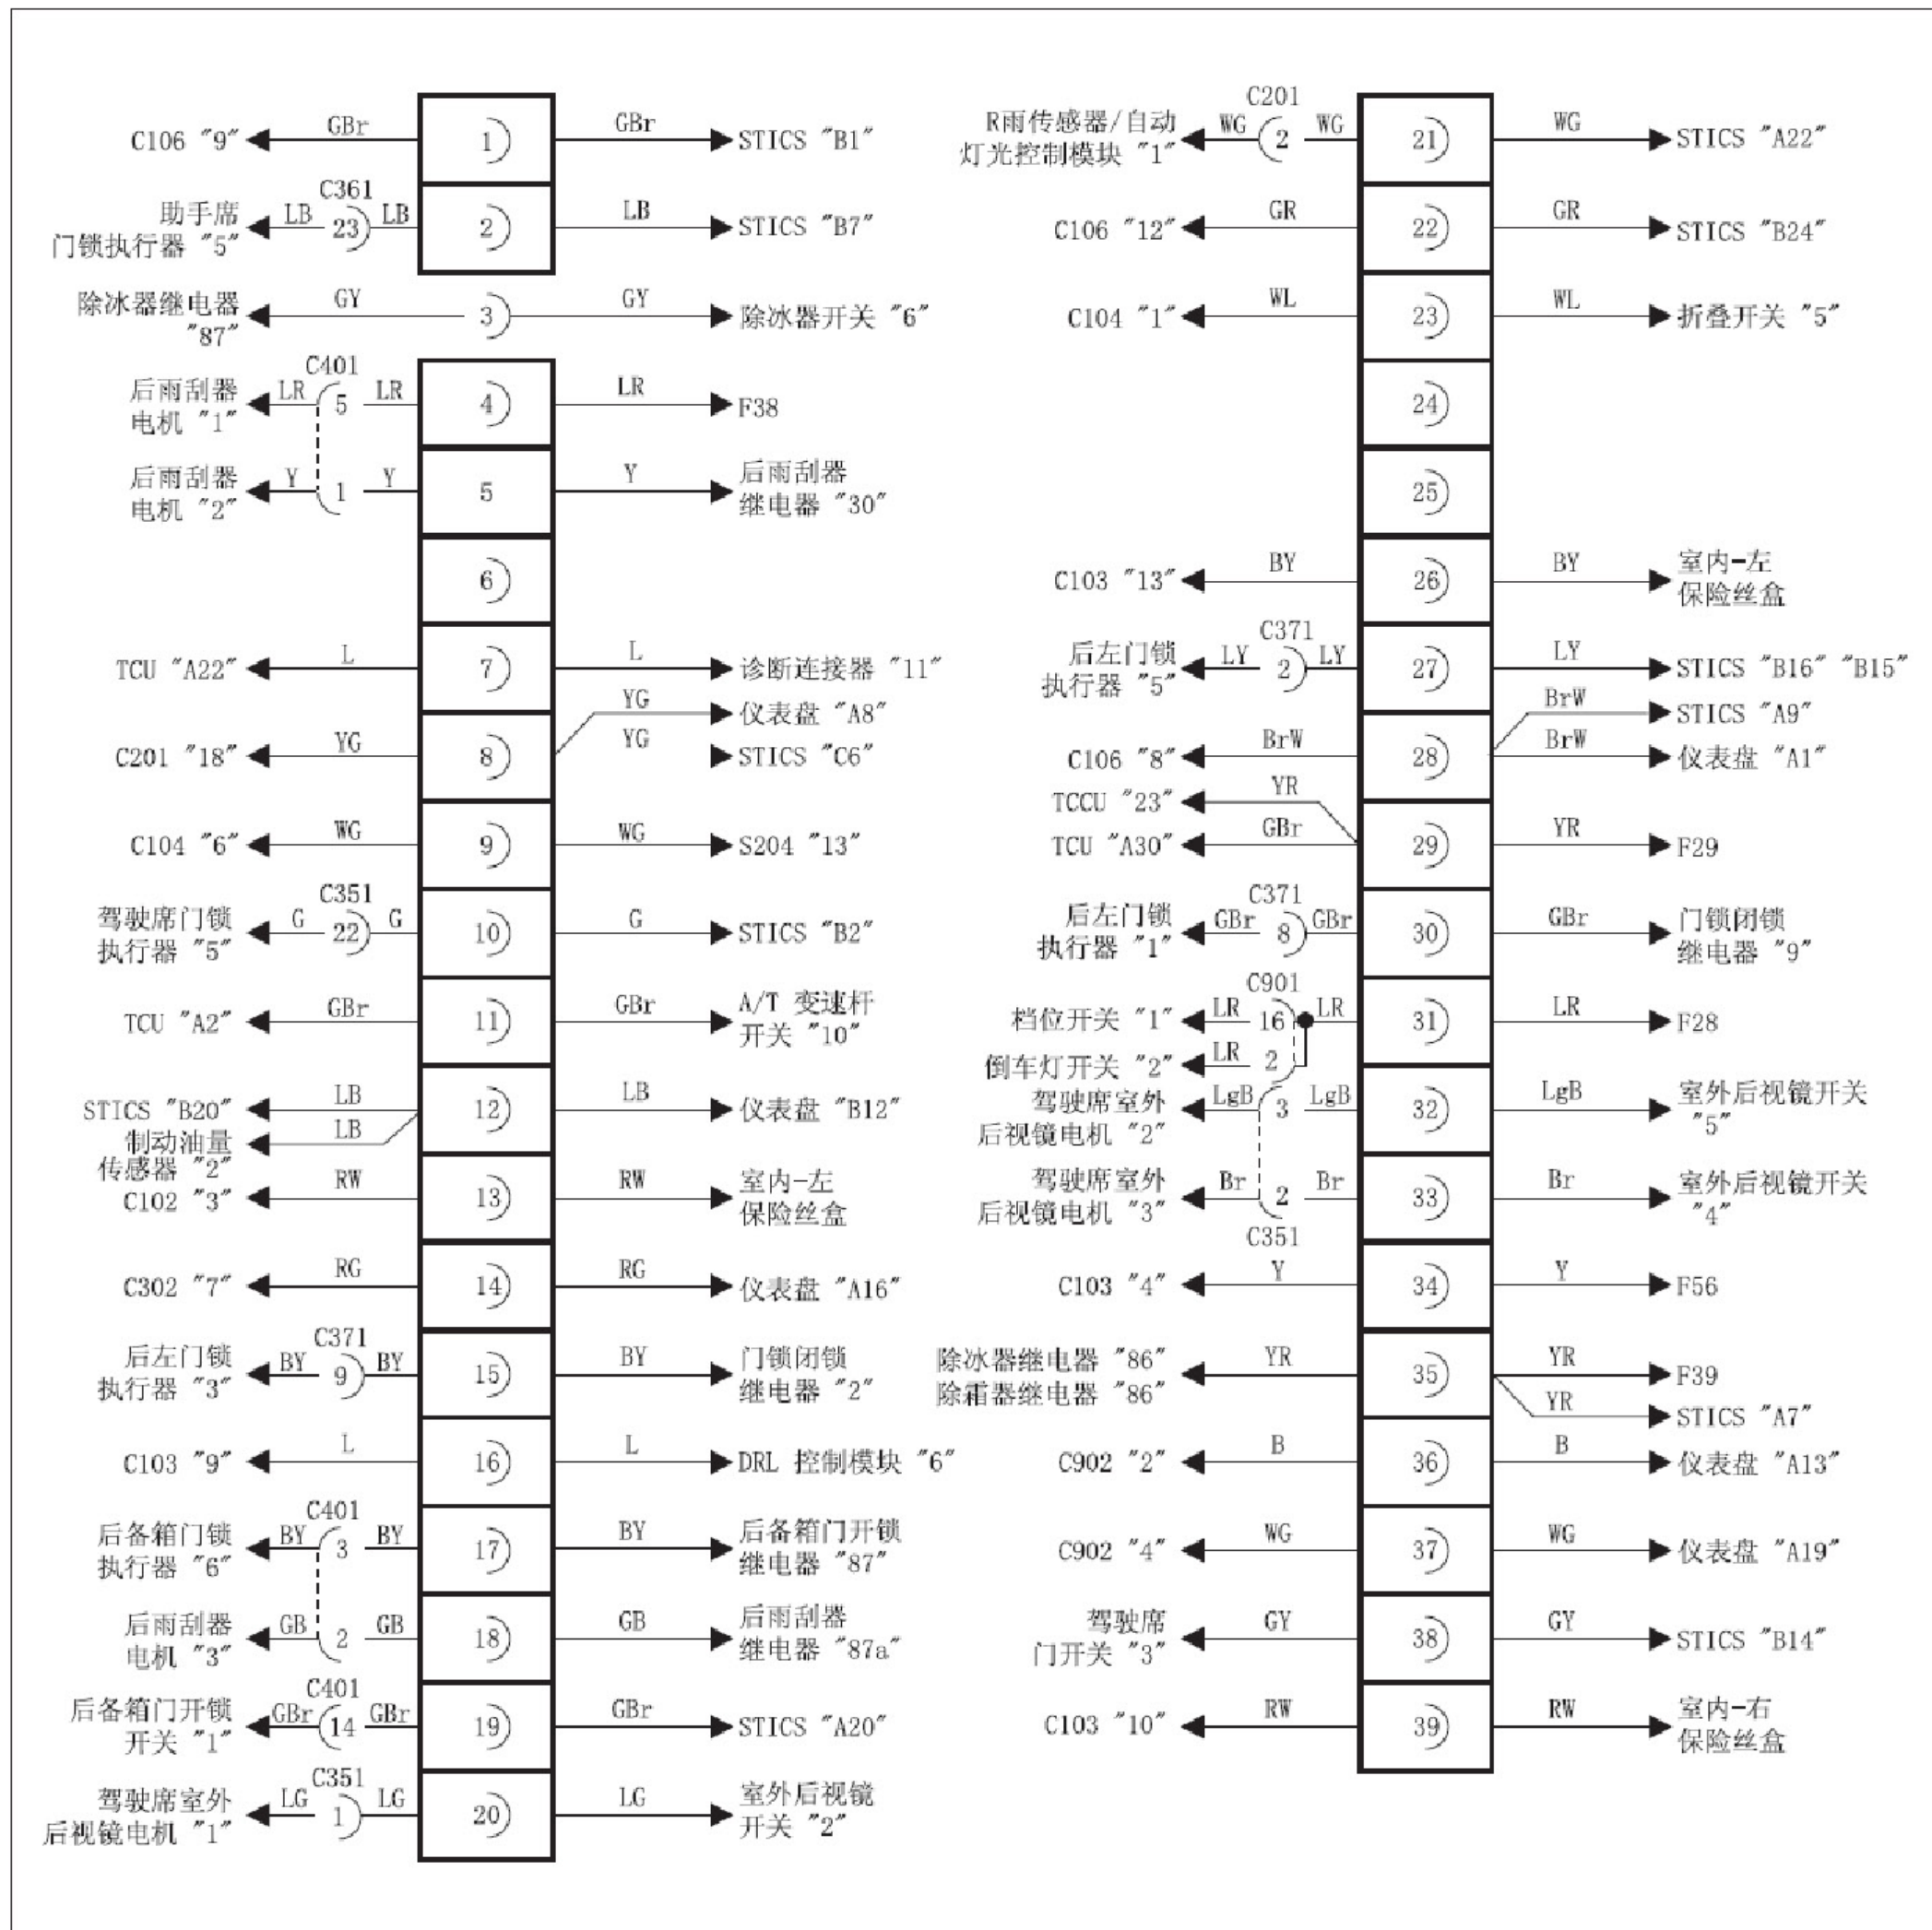 C106 "9" GBr 1 GBr STICS "B1"
C361
助手席
门锁执行器 "5" LB 23 LB 2 LB STICS "B7"
除冰器继电器
"87" GY 3 GY 除冰器开关 "6"
C401
后雨刮器
电机 "1" LR 5 LR 4 LR F38
后雨刮器
电机 "2" Y 1 Y 5 Y 后雨刮器
继电器 "30"
6
TCU "A22" L 7 L 诊断连接器 "11"
YG 仪表盘 "A8"
C201 "18" YG 8 YG STICS "C6"
C104 "6" WG 9 WG S204 "13"
C351
驾驶席门锁
执行器 "5" G 22 G 10 G STICS "B2"
TCU "A2" GBr 11 GBr A/T 变速杆
开关 "10"
STICS "B20" LB 12 LB 仪表盘 "B12"
制动油量 LB
传感器 "2"
C102 "3" RW 13 RW 室内-左
保险丝盒
C302 "7" RG 14 RG 仪表盘 "A16"
C371
后左门锁
执行器 "3" BY 9 BY 15 BY 门锁闭锁
继电器 "2"
C103 "9" L 16 L DRL 控制模块 "6"
C401
后备箱门锁
执行器 "6" BY 3 BY 17 BY 后备箱门开锁
继电器 "87"
后雨刮器
电机 "3" GB 2 GB 18 GB 后雨刮器
继电器 "87a"
C401
后备箱门开锁
开关 "1" GBr 14 GBr 19 GBr STICS "A20"
C351
驾驶席室外
后视镜电机 "1" LG 1 LG 20 LG 室外后视镜
开关 "2"
C201
R雨传感器/自动
灯光控制模块 "1" WG 2 WG 21 WG STICS "A22"
C106 "12" GR 22 GR STICS "B24"
C104 "1" WL 23 WL 折叠开关 "5"
24
25
C103 "13" BY 26 BY 室内-左
保险丝盒
C371
后左门锁
执行器 "5" LY 2 LY 27 LY STICS "B16" "B15"
BrW STICS "A9"
C106 "8" BrW 28 BrW 仪表盘 "A1"
TCCU "23" YR
TCU "A30" GBr 29 YR F29
C371
后左门锁
执行器 "1" GBr 8 GBr 30 GBr 门锁闭锁
继电器 "9"
C901
档位开关 "1" LR 16 LR 31 LR F28
倒车灯开关 "2" LR 2
驾驶席室外
后视镜电机 "2" LgB 3 LgB 32 LgB 室外后视镜开关
"5"
驾驶席室外
后视镜电机 "3" Br 2 Br 33 Br 室外后视镜开关
"4"
C351
C103 "4" Y 34 Y F56
除冰器继电器 "86"
除霜器继电器 "86" YR 35 YR F39
YR STICS "A7"
C902 "2" B 36 B 仪表盘 "A13"
C902 "4" WG 37 WG 仪表盘 "A19"
驾驶席
门开关 "3" GY 38 GY STICS "B14"
C103 "10" RW 39 RW 室内-右
保险丝盒